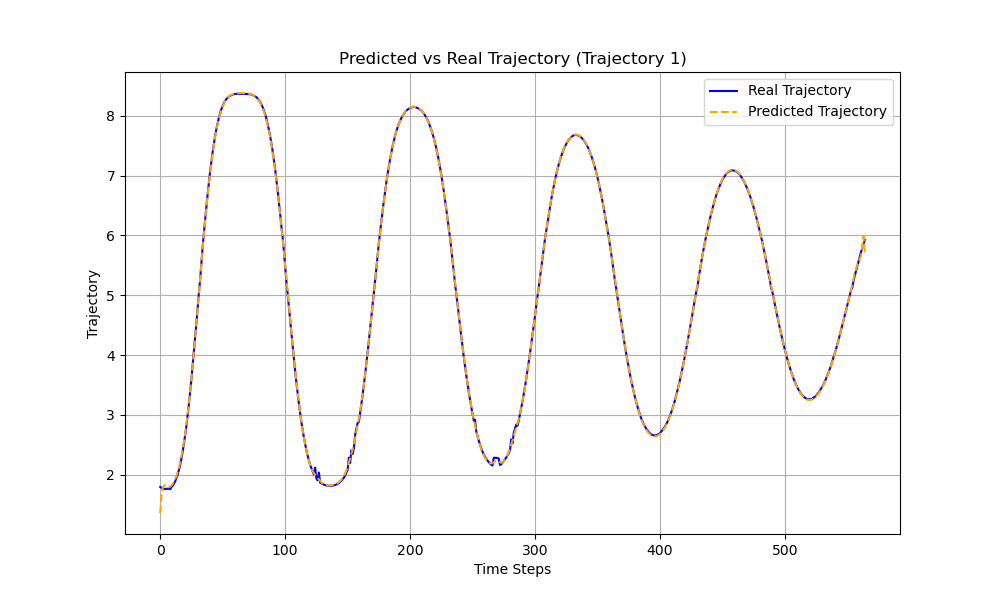 Predicted vs Real Trajectory (Trajectory 1)
Real Trajectory
Predicted Trajectory
8
7
6
5
4
3
2
Trajectory
0 100 200 300 400 500
Time Steps